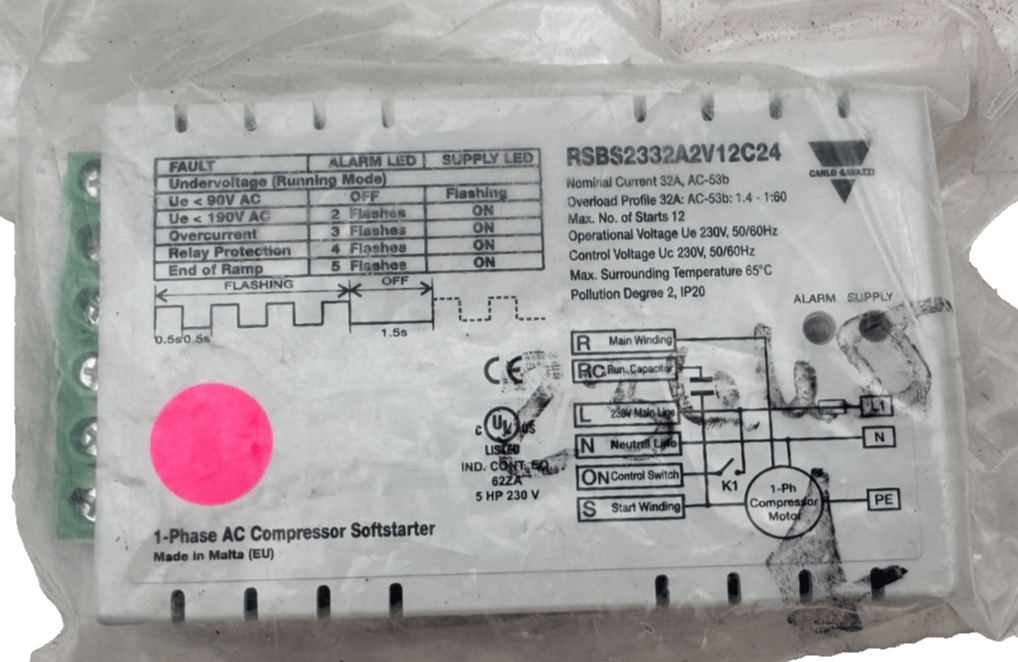 FAULT ALARM LED SUPPLY LED
Undervoltage (Running Mode)
Ue < 90V AC OFF Flashing
Ue < 190V AC 2 Flashes ON
Overcurrent 3 Flashes ON
Relay Protection 4 Flashes ON
End of Ramp 5 Flashes ON
FLASHING OFF
0.5s 0.5s 1.5s
RSBS2332A2V12C24
CARLO GAVAZZI
Nominal Current 32A, AC-53b
Overload Profile 32A: AC-53b: 1.4 - 1:60
Max. No. of Starts 12
Operational Voltage Ue 230V, 50/60Hz
Control Voltage Uc 230V, 50/60Hz
Max. Surrounding Temperature 65°C
Pollution Degree 2, IP20
ALARM SUPPLY
CE
C UL US
LISTED
IND. CONT. EQ.
62ZA
5 HP 230 V
R Main Winding
RC Run. Capacitor
L 230V Main Line L1
N Neutral Line N
ON Control Switch K1
S Start Winding
1-Ph
Compressor
Motor
PE
1-Phase AC Compressor Softstarter
Made in Malta (EU)